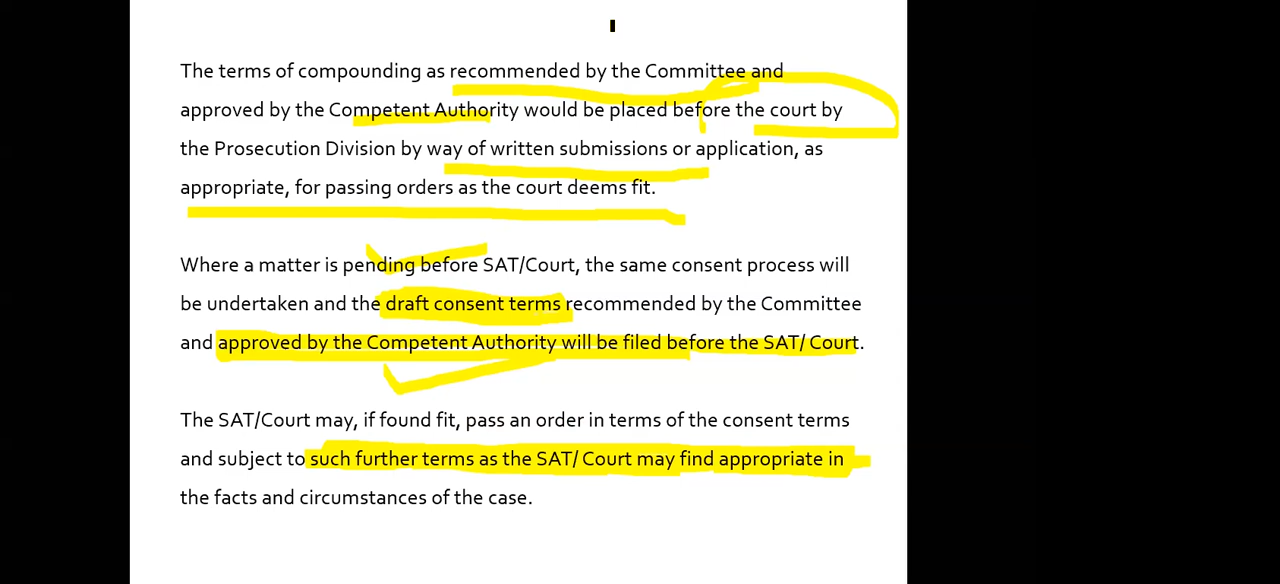 The terms of compounding as recommended by the Committee and
approved by the Competent Authority would be placed before the court by
the Prosecution Division by way of written submissions or application, as
appropriate, for passing orders as the court deems fit.
Where a matter is pending before SAT/Court, the same consent process will
be undertaken and the draft consent terms recommended by the Committee
and approved by the Competent Authority will be filed before the SAT/ Court.
The SAT/Court may, if found fit, pass an order in terms of the consent terms
and subject to such further terms as the SAT/ Court may find appropriate in
the facts and circumstances of the case.